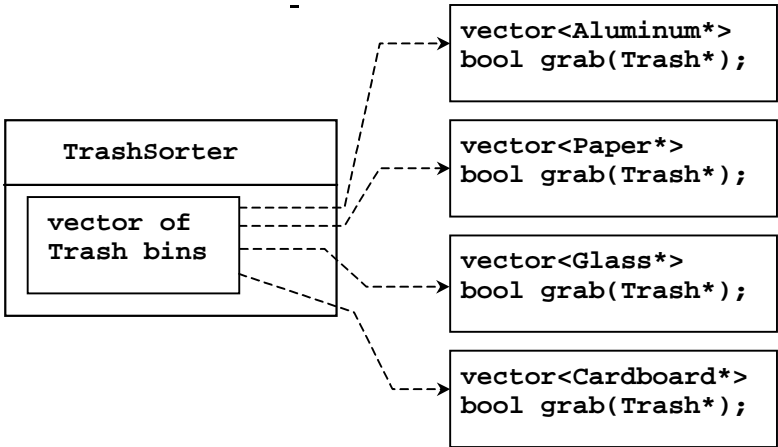 vector<Aluminum*>
bool grab(Trash*);
TrashSorter
vector<Paper*>
bool grab(Trash*);
vector of
Trash bins
vector<Glass*>
bool grab(Trash*);
vector<Cardboard*>
bool grab(Trash*);